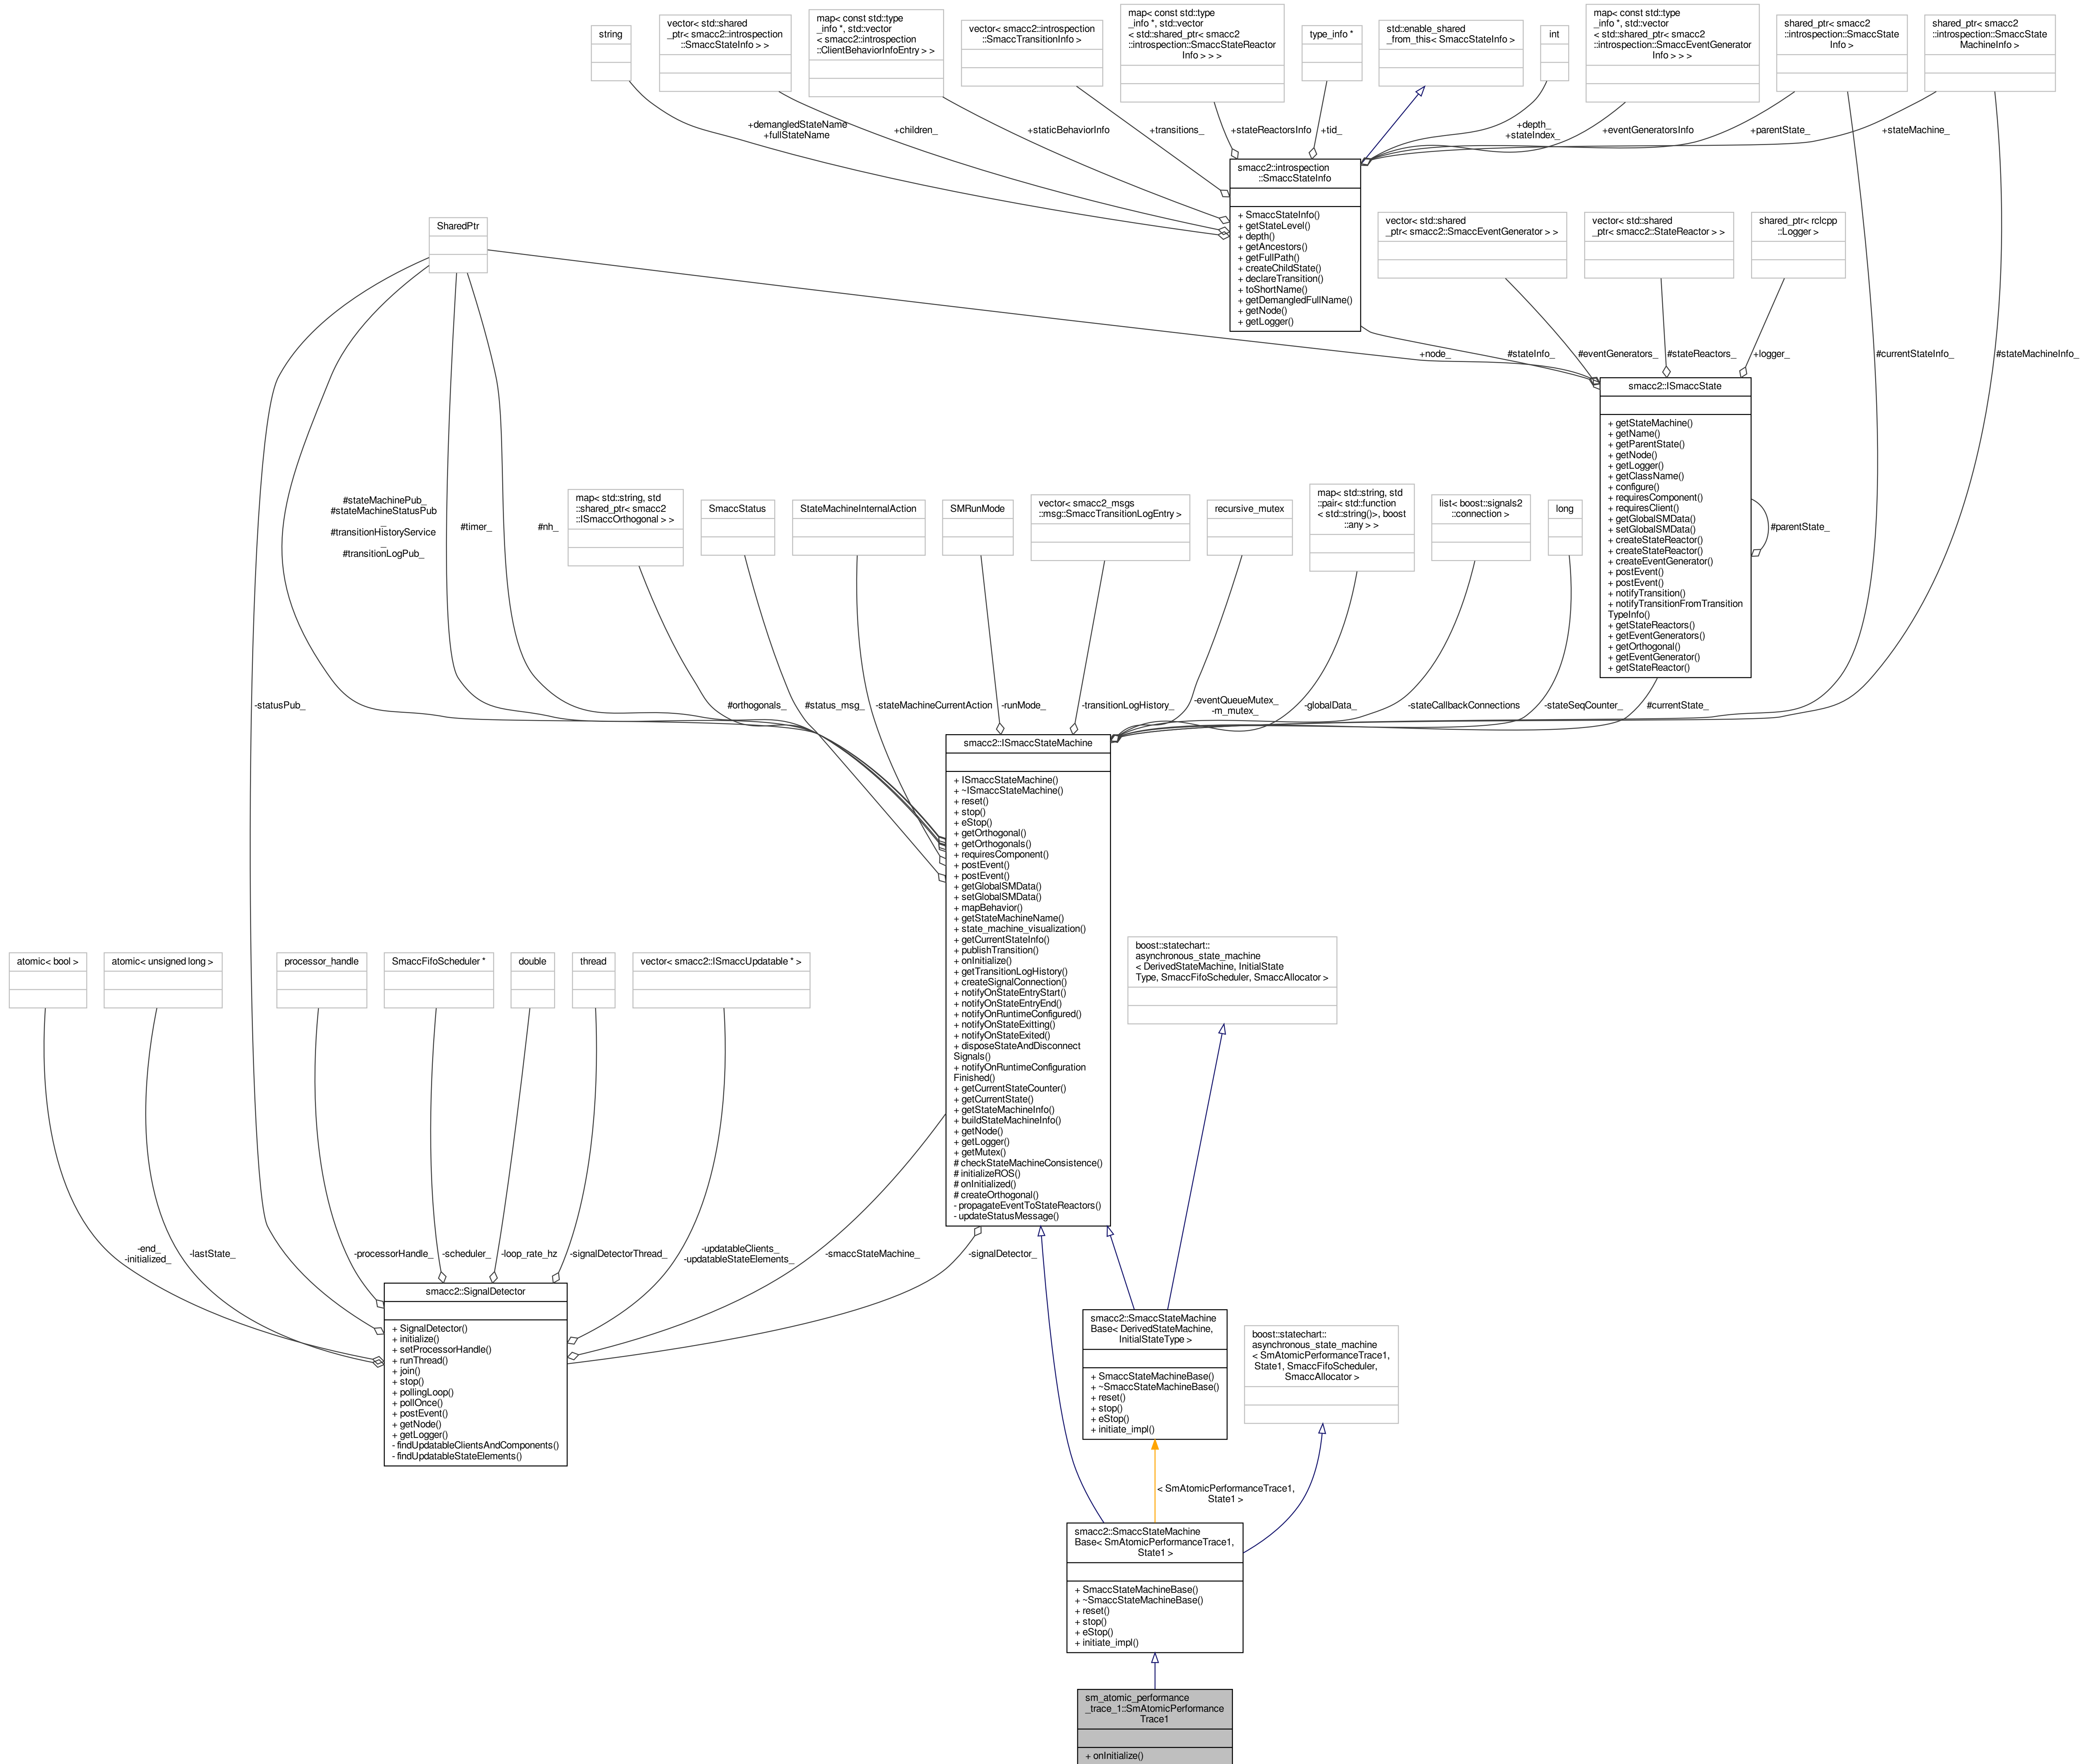 string
vector< std::shared
_ptr< smacc2::introspection
::SmaccStateInfo > >
map< const std::type
_info *, std::vector
< smacc2::introspection
::ClientBehaviorInfoEntry > >
vector< smacc2::introspection
::SmaccTransitionInfo >
map< const std::type
_info *, std::vector
< std::shared_ptr< smacc2
::introspection::SmaccStateReactor
Info > > >
type_info *
std::enable_shared
_from_this< SmaccStateInfo >
int
map< const std::type
_info *, std::vector
< std::shared_ptr< smacc2
::introspection::SmaccEventGenerator
Info > > >
shared_ptr< smacc2
::introspection::SmaccState
Info >
shared_ptr< smacc2
::introspection::SmaccState
MachineInfo >
+demangledStateName
+fullStateName
+children_
+staticBehaviorInfo
+transitions_
+stateReactorsInfo
+tid_
+depth_
+stateIndex_
+eventGeneratorsInfo
+parentState_
+stateMachine_
smacc2::introspection
::SmaccStateInfo
+ SmaccStateInfo()
+ getStateLevel()
+ depth()
+ getAncestors()
+ getFullPath()
+ createChildState()
+ declareTransition()
+ toShortName()
+ getDemangledFullName()
+ getNode()
+ getLogger()
SharedPtr
vector< std::shared
_ptr< smacc2::SmaccEventGenerator > >
vector< std::shared
_ptr< smacc2::StateReactor > >
shared_ptr< rclcpp
::Logger >
+node_
#stateInfo_
#eventGenerators_
#stateReactors_
+logger_
#currentStateInfo_
#stateMachineInfo_
smacc2::ISmaccState
+ getStateMachine()
+ getName()
+ getParentState()
+ getNode()
+ getLogger()
+ getClassName()
+ configure()
+ requiresComponent()
+ requiresClient()
+ getGlobalSMData()
+ setGlobalSMData()
+ createStateReactor()
+ createStateReactor()
+ createEventGenerator()
+ postEvent()
+ postEvent()
+ notifyTransition()
+ notifyTransitionFromTransition
TypeInfo()
+ getStateReactors()
+ getEventGenerators()
+ getOrthogonal()
+ getEventGenerator()
+ getStateReactor()
#parentState_
#stateMachinePub_
#stateMachineStatusPub
_
#transitionHistoryService
_
#transitionLogPub_
#timer_
#nh_
map< std::string, std
::shared_ptr< smacc2
::ISmaccOrthogonal > >
SmaccStatus
StateMachineInternalAction
SMRunMode
vector< smacc2_msgs
::msg::SmaccTransitionLogEntry >
recursive_mutex
map< std::string, std
::pair< std::function
< std::string()>, boost
::any > >
list< boost::signals2
::connection >
long
-statusPub_
#orthogonals_
#status_msg_
-stateMachineCurrentAction
-runMode_
-transitionLogHistory_
-eventQueueMutex_
-m_mutex_
-globalData_
-stateCallbackConnections
-stateSeqCounter_
#currentState_
smacc2::ISmaccStateMachine
+ ISmaccStateMachine()
+ ~ISmaccStateMachine()
+ reset()
+ stop()
+ eStop()
+ getOrthogonal()
+ getOrthogonals()
+ requiresComponent()
+ postEvent()
+ postEvent()
+ getGlobalSMData()
+ setGlobalSMData()
+ mapBehavior()
+ getStateMachineName()
+ state_machine_visualization()
+ getCurrentStateInfo()
+ publishTransition()
+ onInitialize()
+ getTransitionLogHistory()
+ createSignalConnection()
+ notifyOnStateEntryStart()
+ notifyOnStateEntryEnd()
+ notifyOnRuntimeConfigured()
+ notifyOnStateExitting()
+ notifyOnStateExited()
+ disposeStateAndDisconnect
Signals()
+ notifyOnRuntimeConfiguration
Finished()
+ getCurrentStateCounter()
+ getCurrentState()
+ getStateMachineInfo()
+ buildStateMachineInfo()
+ getNode()
+ getLogger()
+ getMutex()
# checkStateMachineConsistence()
# initializeROS()
# onInitialized()
# createOrthogonal()
- propagateEventToStateReactors()
- updateStatusMessage()
atomic< bool >
atomic< unsigned long >
processor_handle
SmaccFifoScheduler *
double
thread
vector< smacc2::ISmaccUpdatable * >
boost::statechart::
asynchronous_state_machine
< DerivedStateMachine, InitialState
Type, SmaccFifoScheduler, SmaccAllocator >
-end_
-initialized_
-lastState_
-processorHandle_
-scheduler_
-loop_rate_hz
-signalDetectorThread_
-updatableClients_
-updatableStateElements_
-smaccStateMachine_
-signalDetector_
smacc2::SignalDetector
+ SignalDetector()
+ initialize()
+ setProcessorHandle()
+ runThread()
+ join()
+ stop()
+ pollingLoop()
+ pollOnce()
+ postEvent()
+ getNode()
+ getLogger()
- findUpdatableClientsAndComponents()
- findUpdatableStateElements()
smacc2::SmaccStateMachine
Base< DerivedStateMachine,
InitialStateType >
+ SmaccStateMachineBase()
+ ~SmaccStateMachineBase()
+ reset()
+ stop()
+ eStop()
+ initiate_impl()
boost::statechart::
asynchronous_state_machine
< SmAtomicPerformanceTrace1,
State1, SmaccFifoScheduler,
SmaccAllocator >
< SmAtomicPerformanceTrace1,
State1 >
smacc2::SmaccStateMachine
Base< SmAtomicPerformanceTrace1,
State1 >
+ SmaccStateMachineBase()
+ ~SmaccStateMachineBase()
+ reset()
+ stop()
+ eStop()
+ initiate_impl()
sm_atomic_performance
_trace_1::SmAtomicPerformance
Trace1
+ onInitialize()